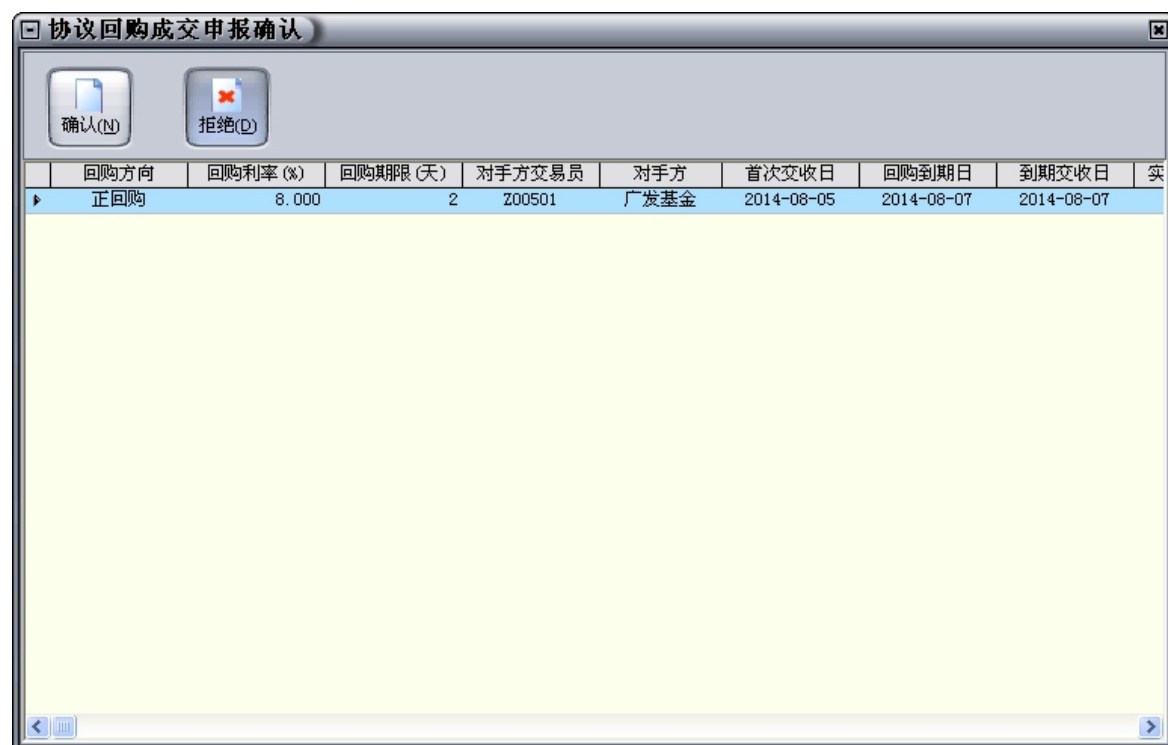 协议回购成交申报确认
确认(N) 拒绝(D)
回购方向 回购利率(%) 回购期限(天) 对手方交易员 对手方 首次交收日 回购到期日 到期交收日 实
正回购 8.000 2 Z00501 广发基金 2014-08-05 2014-08-07 2014-08-07